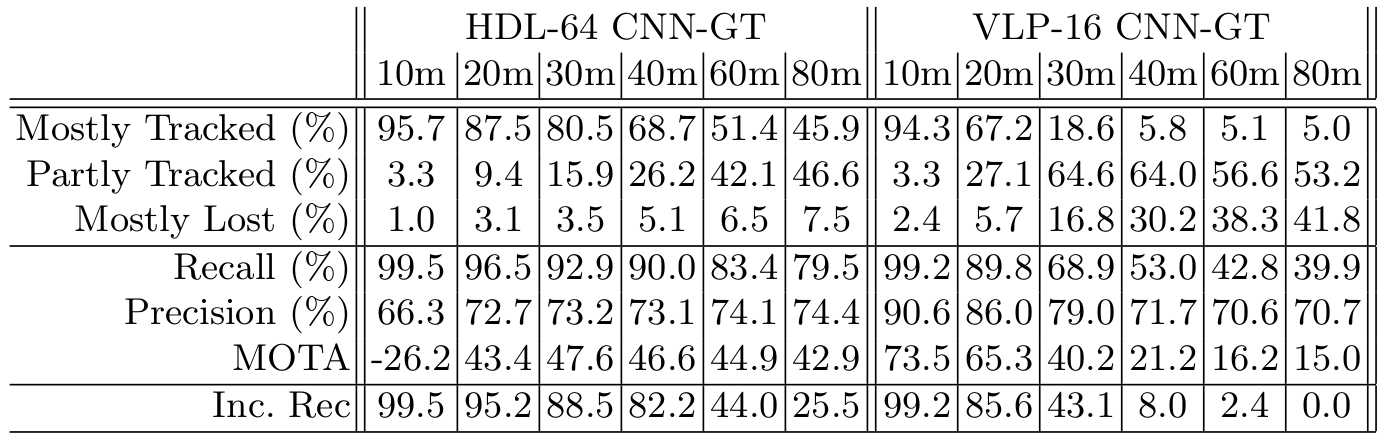 HDL-64 CNN-GT VLP-16 CNN-GT
10m 20m 30m 40m 60m 80m 10m 20m 30m 40m 60m 80m
Mostly Tracked (%) 95.7 87.5 80.5 68.7 51.4 45.9 94.3 67.2 18.6 5.8 5.1 5.0
Partly Tracked (%) 3.3 9.4 15.9 26.2 42.1 46.6 3.3 27.1 64.6 64.0 56.6 53.2
Mostly Lost (%) 1.0 3.1 3.5 5.1 6.5 7.5 2.4 5.7 16.8 30.2 38.3 41.8
Recall (%) 99.5 96.5 92.9 90.0 83.4 79.5 99.2 89.8 68.9 53.0 42.8 39.9
Precision (%) 66.3 72.7 73.2 73.1 74.1 74.4 90.6 86.0 79.0 71.7 70.6 70.7
MOTA -26.2 43.4 47.6 46.6 44.9 42.9 73.5 65.3 40.2 21.2 16.2 15.0
Inc. Rec 99.5 95.2 88.5 82.2 44.0 25.5 99.2 85.6 43.1 8.0 2.4 0.0